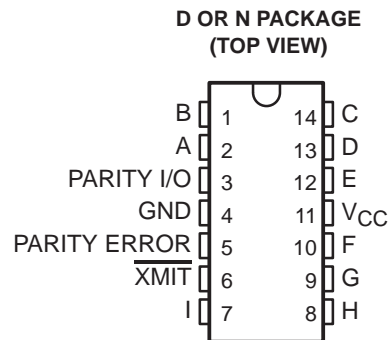 D OR N PACKAGE
(TOP VIEW)
B 1 14 C
A 2 13 D
PARITY I/O 3 12 E
GND 4 11 VCC
PARITY ERROR 5 10 F
XMIT 6 9 G
I 7 8 H